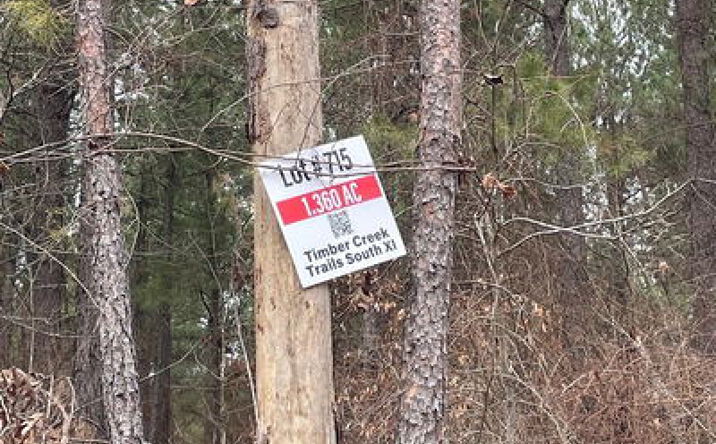 LOt # 715
1.360 AC
Timber Creek
Trails South XI